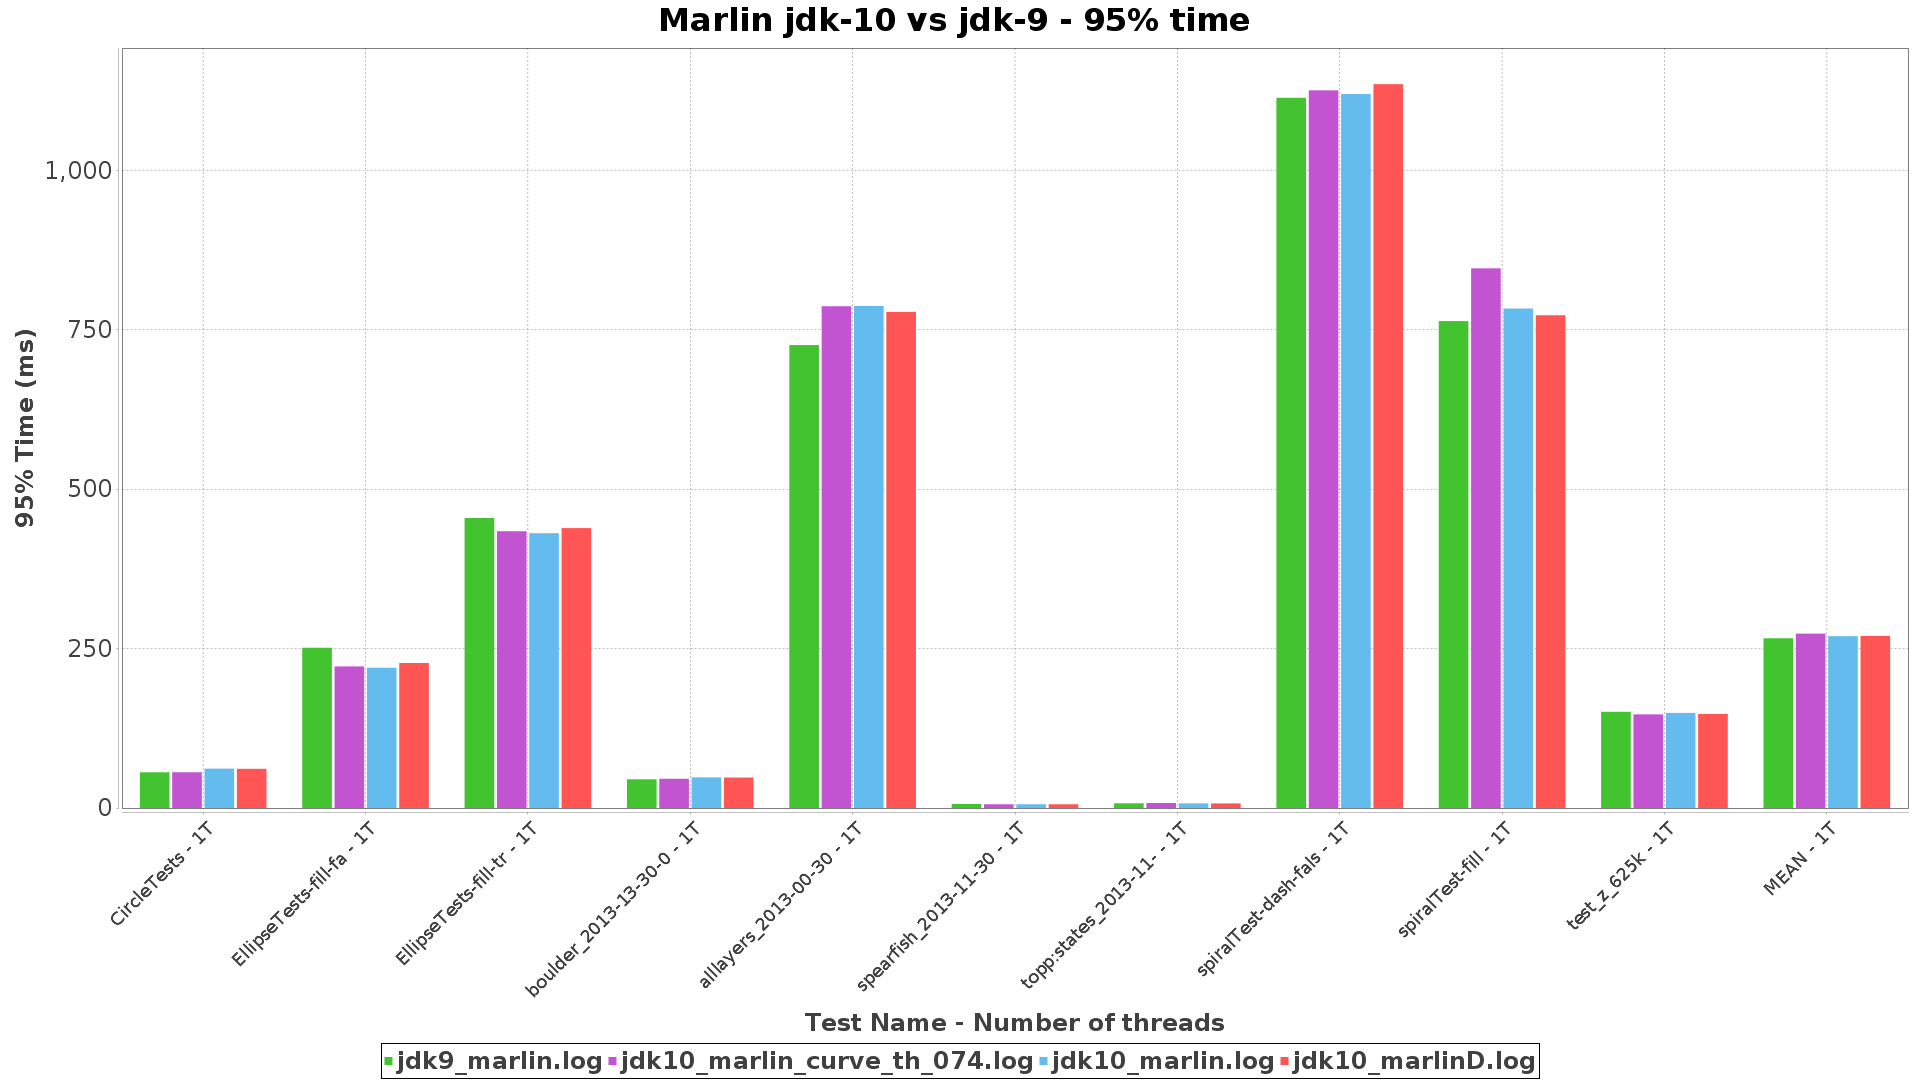 Marlin jdk-10 vs jdk-9 - 95% time
95% Time (ms)
1,000
750
500
250
0
CircleTests - 1T
EllipseTests-fill-fa - 1T
EllipseTests-fill-tr - 1T
boulder_2013-13-30-0 - 1T
alllayers_2013-00-30 - 1T
spearfish_2013-11-30 - 1T
topp:states_2013-11- - 1T
spiralTest-dash-fals - 1T
spiralTest-fill - 1T
test_z_625k - 1T
MEAN - 1T
Test Name - Number of threads
jdk9_marlin.log jdk10_marlin_curve_th_074.log jdk10_marlin.log jdk10_marlinD.log